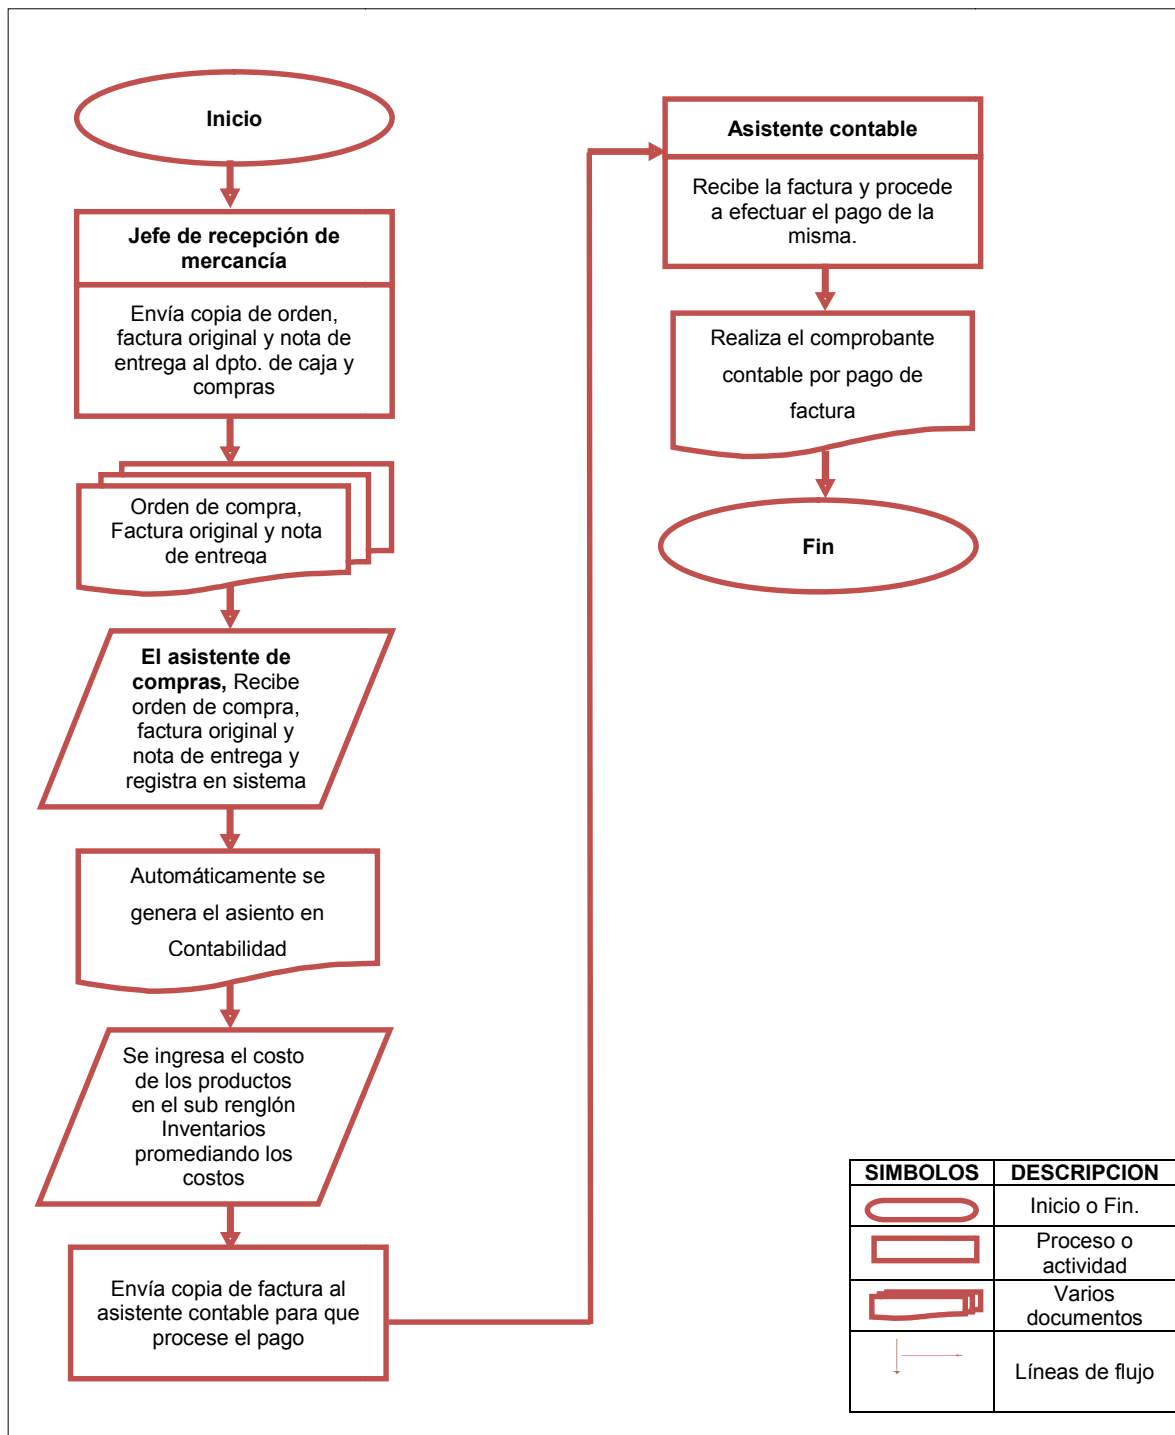 Inicio
Jefe de recepción de
mercancía
Envía copia de orden,
factura original y nota de
entrega al dpto. de caja y
compras
Orden de compra,
Factura original y nota
de entrega
El asistente de
compras, Recibe
orden de compra,
factura original y
nota de entrega y
registra en sistema
Automáticamente se
genera el asiento en
Contabilidad
Se ingresa el costo
de los productos
en el sub renglón
Inventarios
promediando los
costos
Envía copia de factura al
asistente contable para que
procese el pago
Asistente contable
Recibe la factura y procede
a efectuar el pago de la
misma.
Realiza el comprobante
contable por pago de
factura
Fin
SIMBOLOS DESCRIPCION
Inicio o Fin.
Proceso o
actividad
Varios
documentos
Líneas de flujo